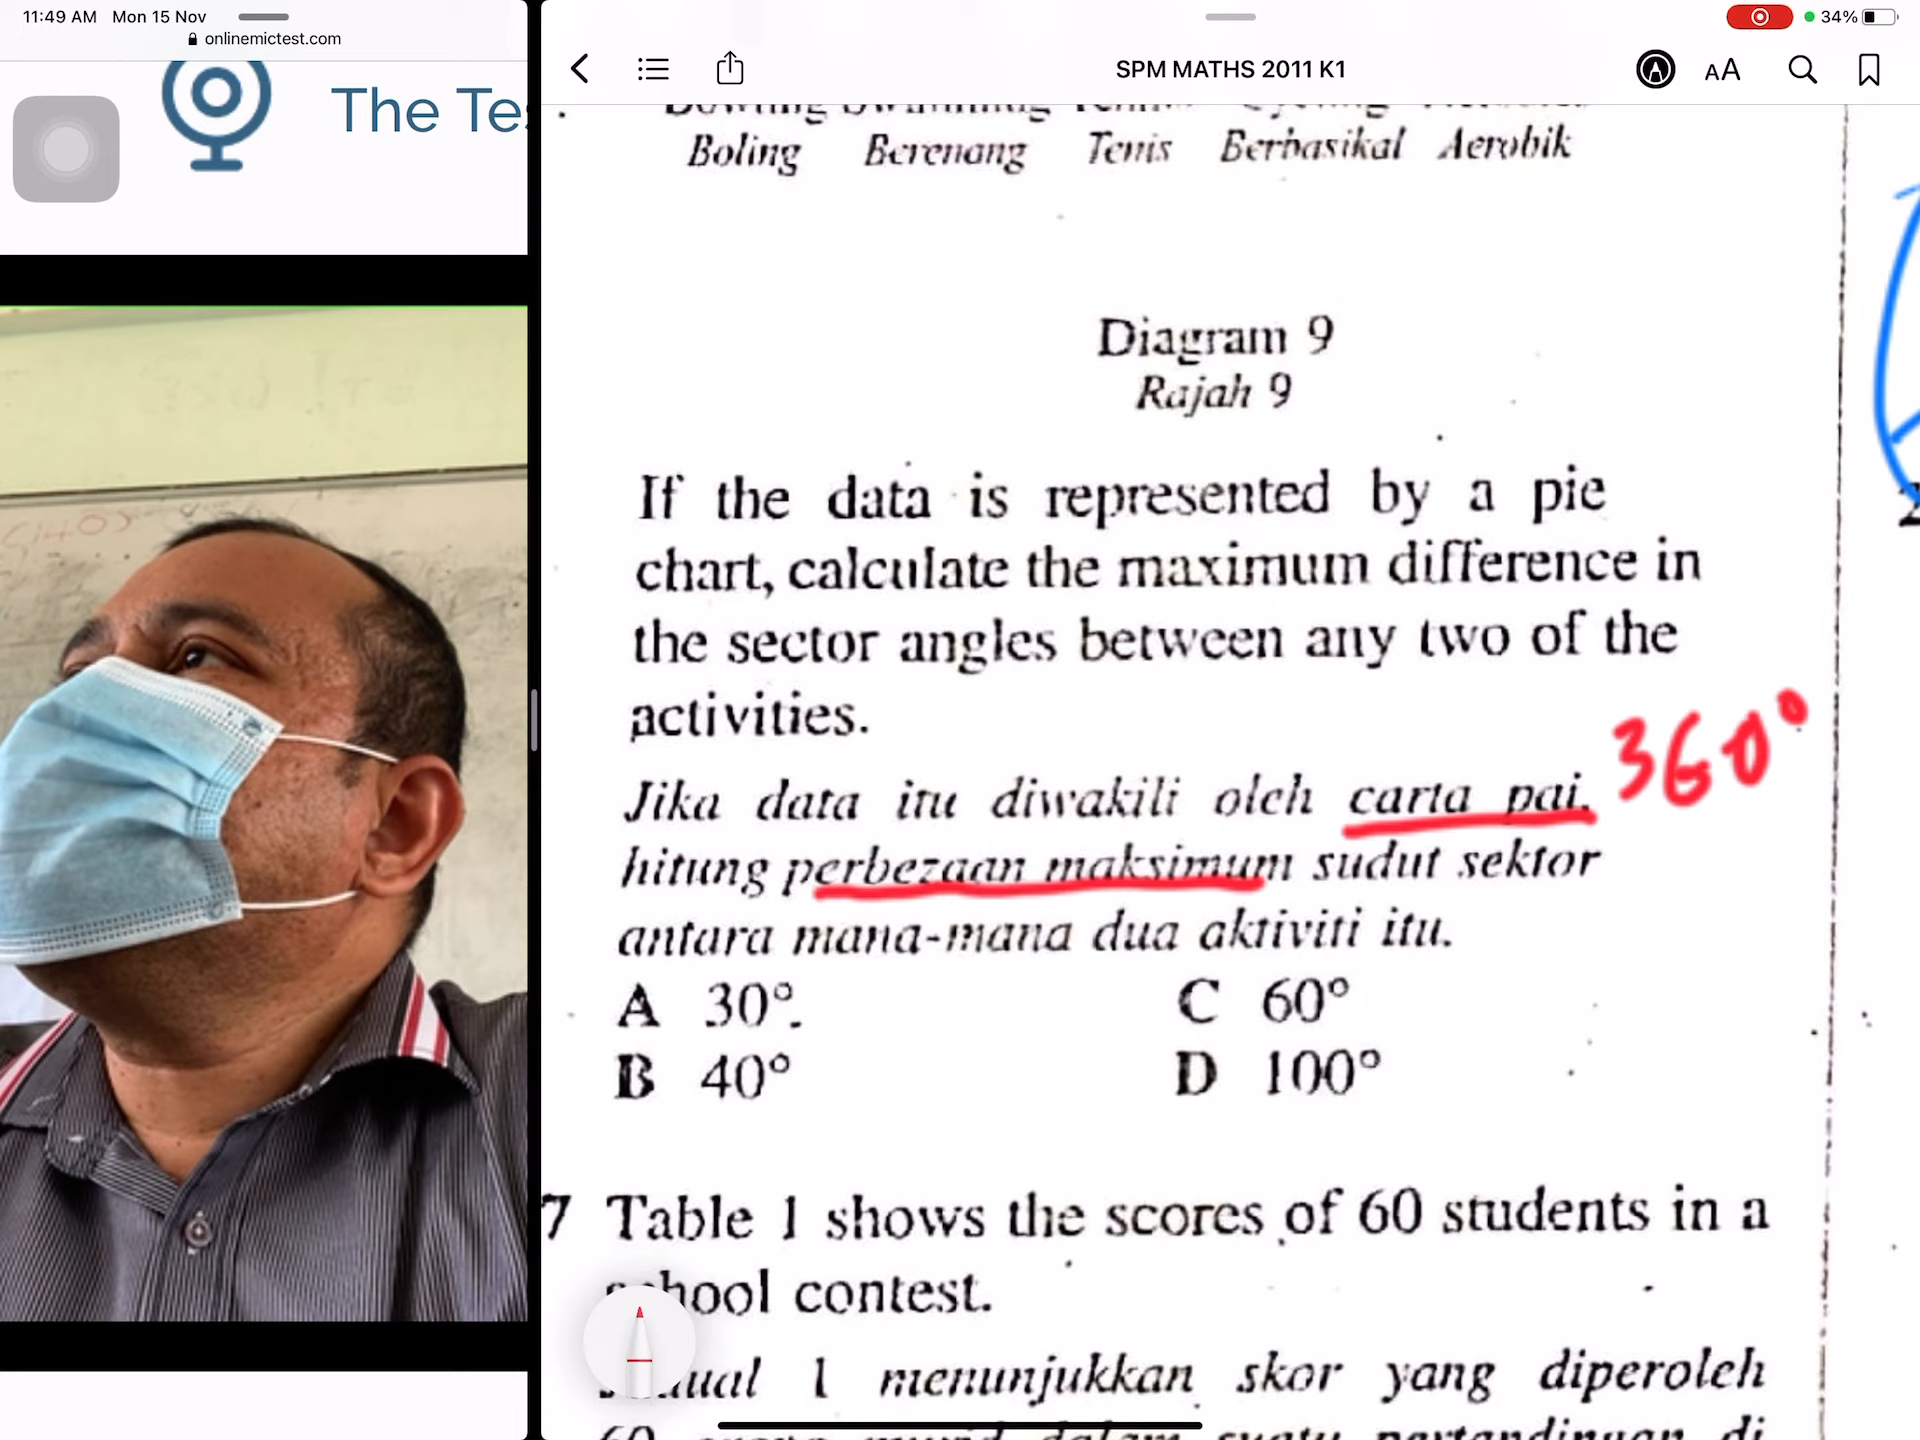 11:49 AM Mon 15 Nov
34%
onlinemictest.com
The Tes
SPM MATHS 2011 K1
AA
Bowling Swimming
Boling Berenang Tenis Berbasikal Aerobik
Diagram 9
Rajah 9
If the data is represented by a pie
chart, calculate the maximum difference in
the sector angles between any two of the
activities.
360°
Jika data itu diwakili oleh carta pai,
hitung perbezaan maksimum sudut sektor
antara mana-mana dua aktiviti itu.
A 30° C 60°
B 40° D 100°
7 Table 1 shows the scores of 60 students in a
school contest.
1 menunjukkan skor yang diperoleh